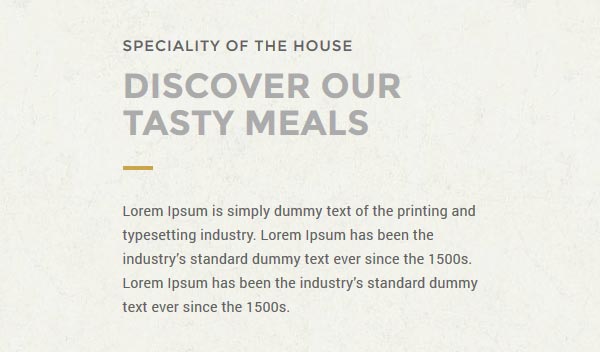 SPECIALITY OF THE HOUSE
DISCOVER OUR
TASTY MEALS
Lorem Ipsum is simply dummy text of the printing and
typesetting industry. Lorem Ipsum has been the
industry's standard dummy text ever since the 1500s.
Lorem Ipsum has been the industry's standard dummy
text ever since the 1500s.